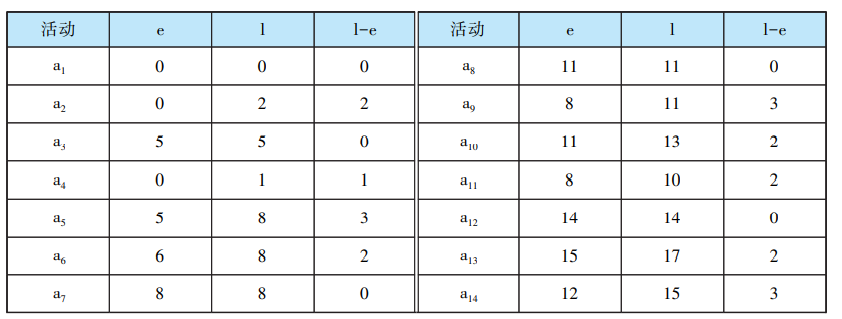 活动 e l l-e 活动 e l l-e
a₁ 0 0 0 a₈ 11 11 0
a₂ 0 2 2 a₉ 8 11 3
a₃ 5 5 0 a₁₀ 11 13 2
a₄ 0 1 1 a₁₁ 8 10 2
a₅ 5 8 3 a₁₂ 14 14 0
a₆ 6 8 2 a₁₃ 15 17 2
a₇ 8 8 0 a₁₄ 12 15 3